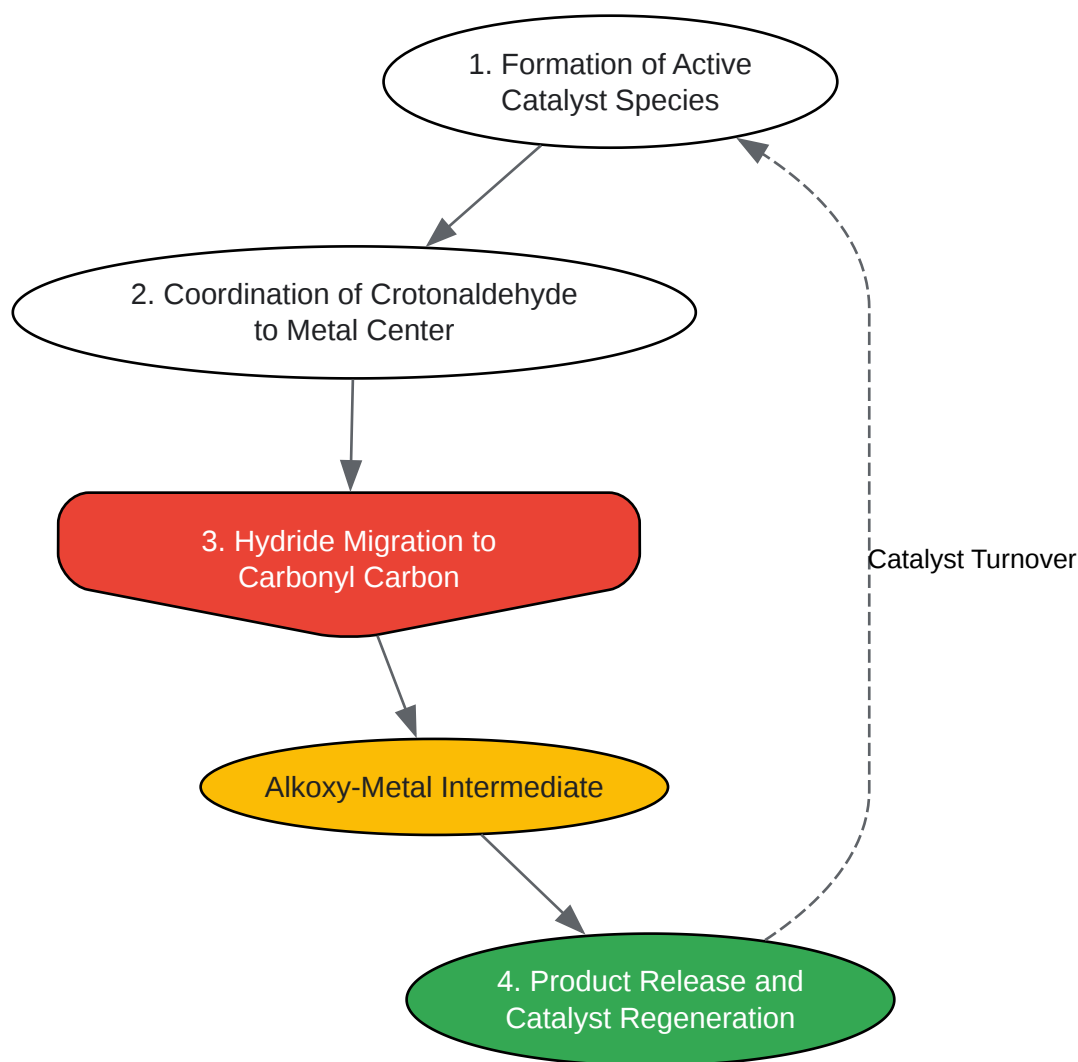 1. Formation of Active
Catalyst Species
2. Coordination of Crotonaldehyde
to Metal Center
3. Hydride Migration to
Carbonyl Carbon
Catalyst Turnover
Alkoxy-Metal Intermediate
4. Product Release and
Catalyst Regeneration